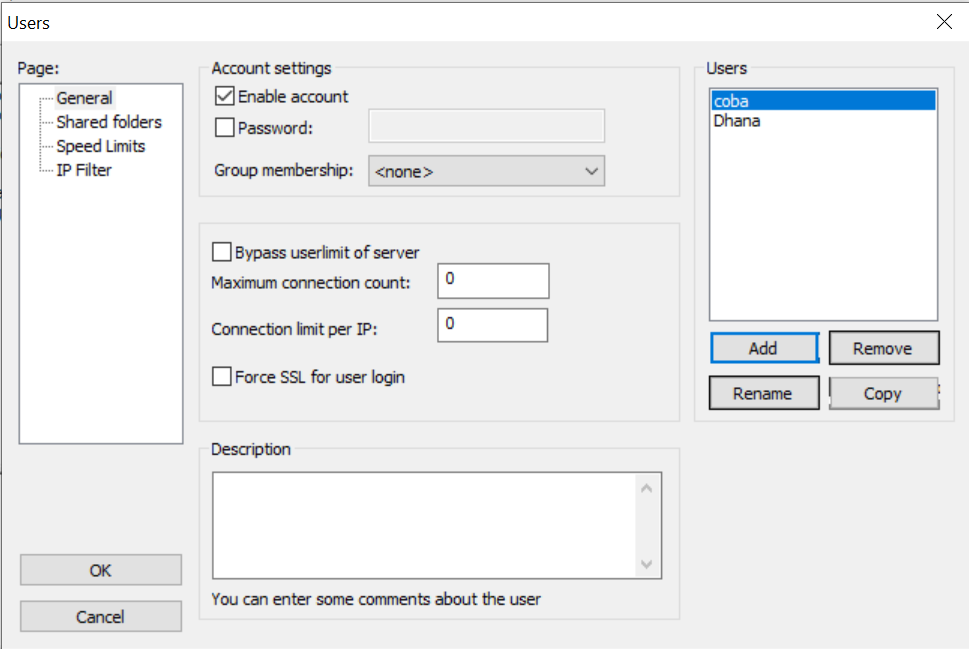 Users
Page:
General
Shared folders
Speed Limits
IP Filter
OK
Cancel
Account settings
Enable account
Password:
Group membership: <none>
Bypass userlimit of server
Maximum connection count: 0
Connection limit per IP: 0
Force SSL for user login
Description
You can enter some comments about the user
Users
coba
Dhana
Add Remove
Rename Copy